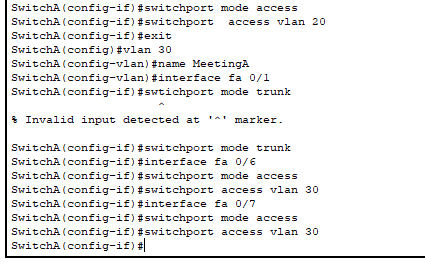 SwitchA(config-if)#switchport mode access
SwitchA(config-if)#switchport  access vlan 20
SwitchA(config-if)#exit
SwitchA(config)#vlan 30
SwitchA(config-vlan)#name MeetingA
SwitchA(config-vlan)#interface fa 0/1
SwitchA(config-if)#swtichport mode trunk
^
% Invalid input detected at '^' marker.
SwitchA(config-if)#switchport mode trunk
SwitchA(config-if)#interface fa 0/6
SwitchA(config-if)#switchport mode access
SwitchA(config-if)#switchport access vlan 30
SwitchA(config-if)#interface fa 0/7
SwitchA(config-if)#switchport mode access
SwitchA(config-if)#switchport access vlan 30
SwitchA(config-if)#